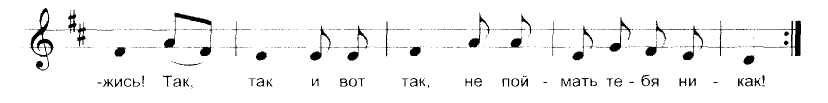 -жись! Так, так и вот так, не пой - мать те - бя ни - как!